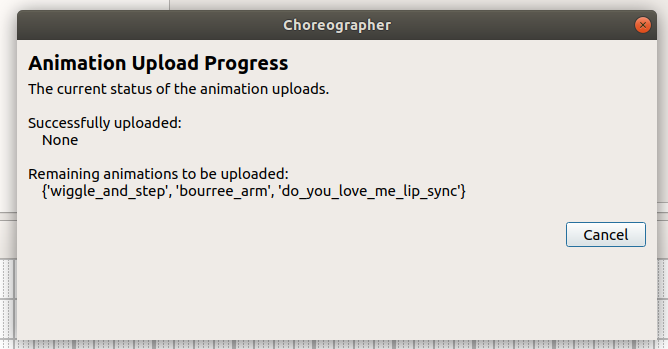 Choreographer
Animation Upload Progress
The current status of the animation uploads.
Successfully uploaded:
None
Remaining animations to be uploaded:
{'wiggle_and_step', 'bourree_arm', 'do_you_love_me_lip_sync'}
Cancel